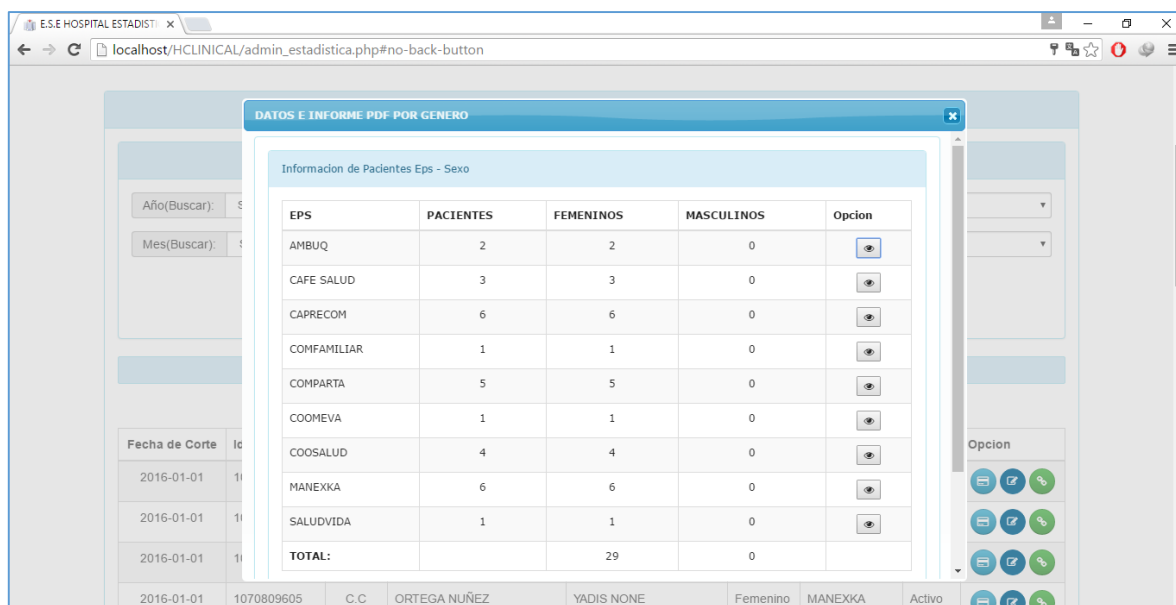 E.S.E HOSPITAL ESTADISTI
localhost/HCLINICAL/admin_estadistica.php#no-back-button
DATOS E INFORME PDF POR GENERO
Informacion de Pacientes Eps - Sexo
Año(Buscar): S
Mes(Buscar): S
EPS PACIENTES FEMENINOS MASCULINOS Opcion
AMBUQ 2 2 0
CAFE SALUD 3 3 0
CAPRECOM 6 6 0
COMFAMILIAR 1 1 0
COMPARTA 5 5 0
COOMEVA 1 1 0
COOSALUD 4 4 0
MANEXKA 6 6 0
SALUDVIDA 1 1 0
TOTAL: 29 0
Fecha de Corte Id Opcion
2016-01-01 10
2016-01-01 10
2016-01-01 10
2016-01-01 1070809605 C.C ORTEGA NUÑEZ YADIS NONE Femenino MANEXKA Activo